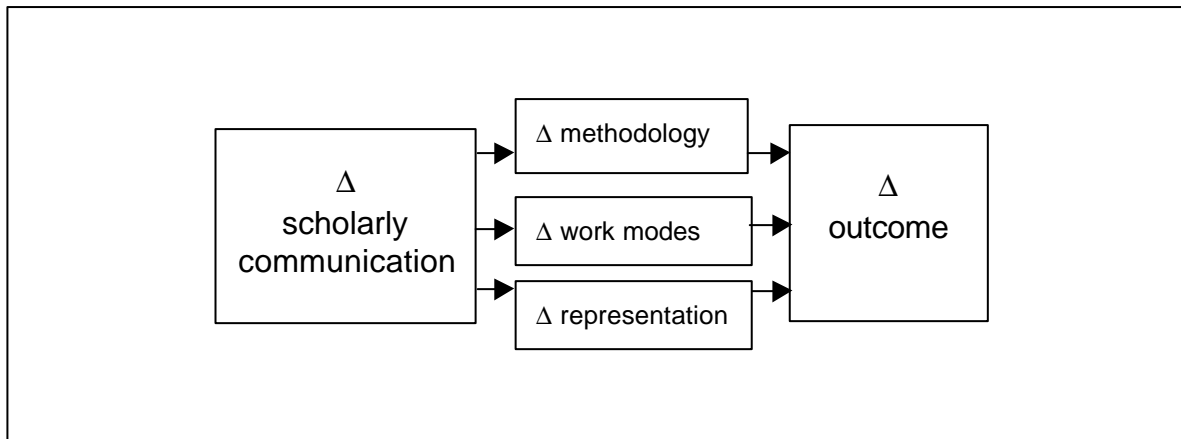 Δ
scholarly
communication
Δ methodology
Δ work modes
Δ representation
Δ
outcome